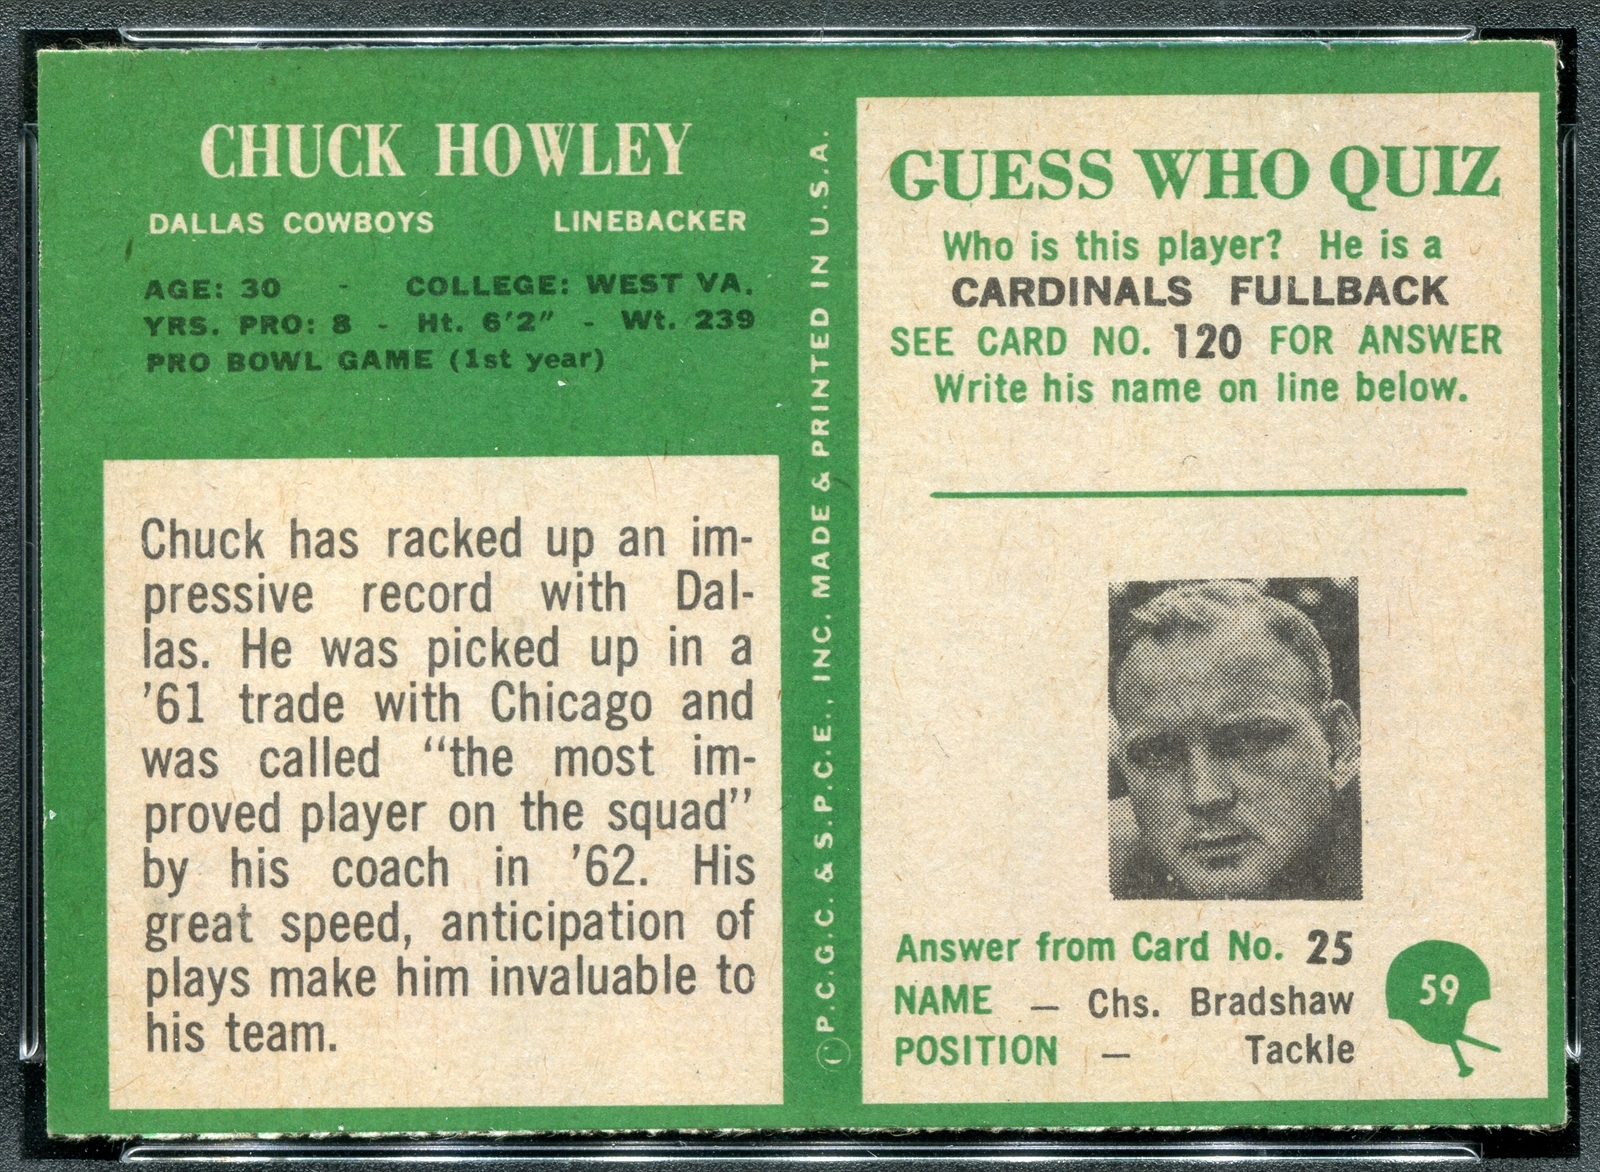 CHUCK HOWLEY
DALLAS COWBOYS LINEBACKER
AGE: 30 - COLLEGE: WEST VA.
YRS. PRO: 8 - Ht. 6'2" - Wt. 239
PRO BOWL GAME (1st year)
Chuck has racked up an im-
pressive record with Dal-
las. He was picked up in a
'61 trade with Chicago and
was called "the most im-
proved player on the squad"
by his coach in '62. His
great speed, anticipation of
plays make him invaluable to
his team.
© P.C.G.C. & S.P.C.E., INC. MADE & PRINTED IN U.S.A.
GUESS WHO QUIZ
Who is this player? He is a
CARDINALS FULLBACK
SEE CARD NO. 120 FOR ANSWER
Write his name on line below.
Answer from Card No. 25
NAME – Chs. Bradshaw
POSITION – Tackle
59